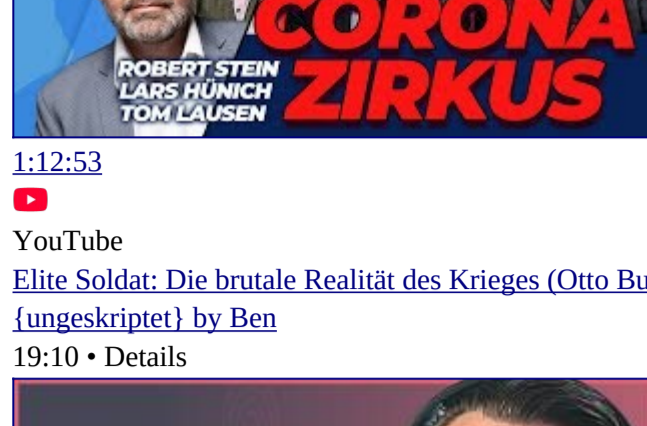 CORONA
ROBERT STEIN
LARS HÜNICH
TOM LAUSEN
ZIRKUS
1:12:53
YouTube
Elite Soldat: Die brutale Realität des Krieges (Otto Bu
{ungeskriptet} by Ben
19:10 • Details